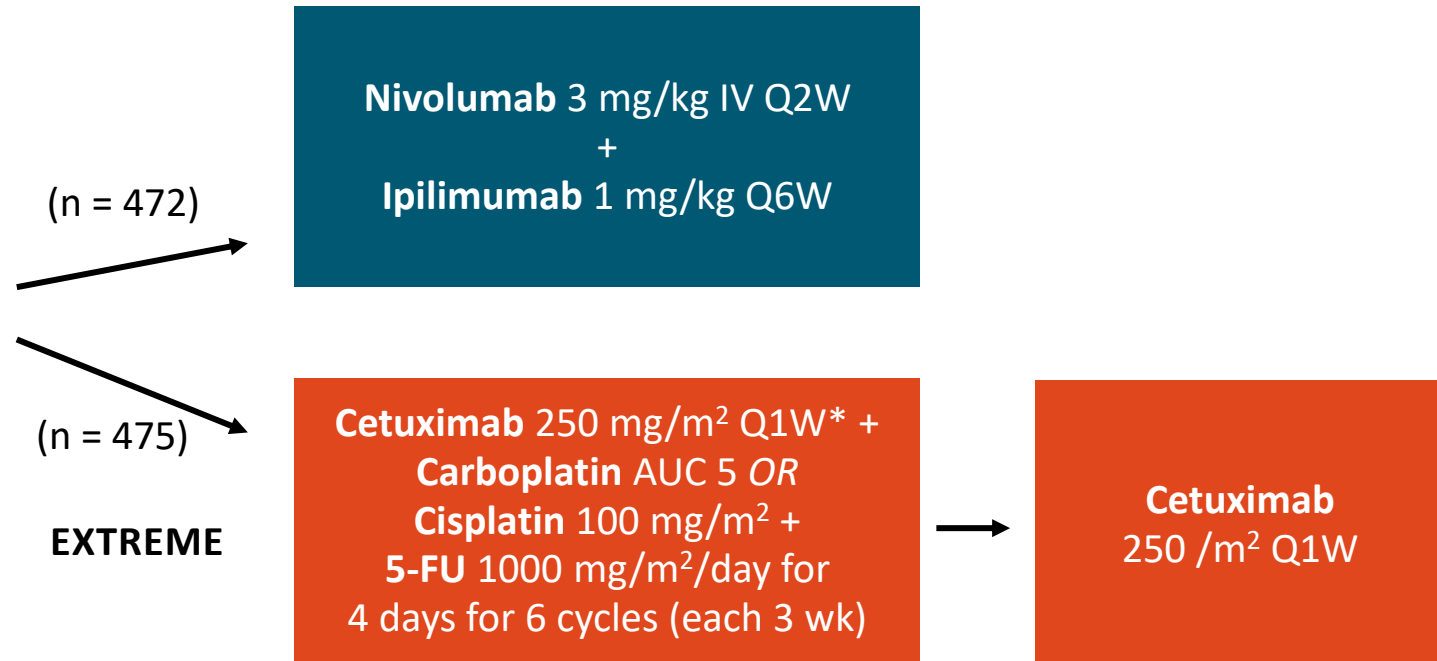 (n = 472)
Nivolumab 3 mg/kg IV Q2W
+
Ipilimumab 1 mg/kg Q6W
(n = 475)
EXTREME
Cetuximab 250 mg/m² Q1W* +
Carboplatin AUC 5 OR
Cisplatin 100 mg/m² +
5-FU 1000 mg/m²/day for
4 days for 6 cycles (each 3 wk)
Cetuximab
250 /m² Q1W